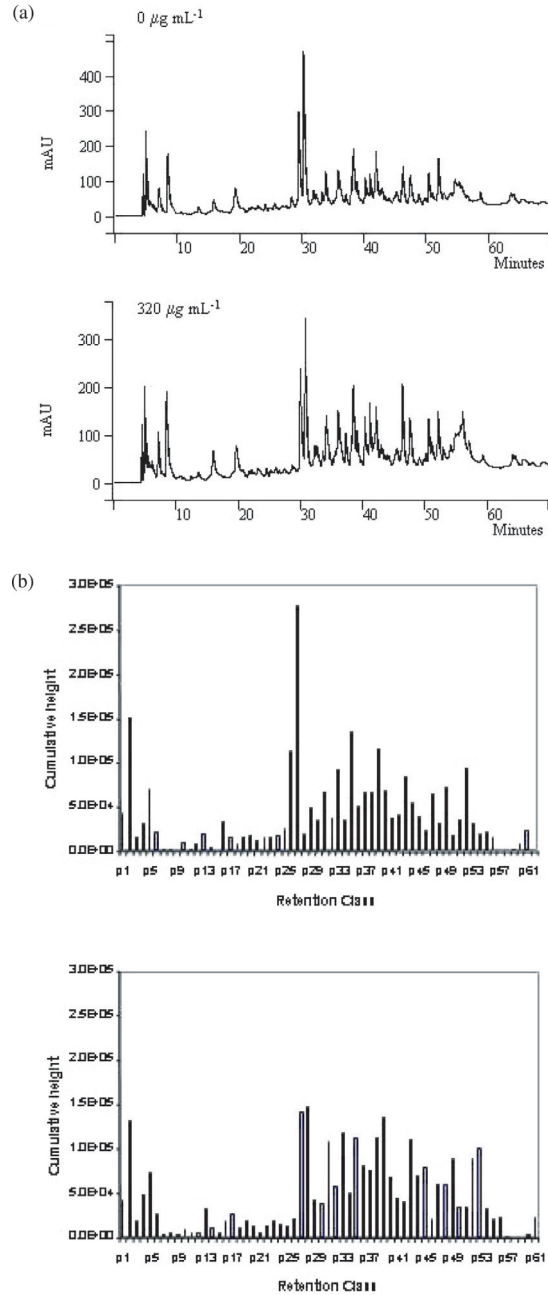 (a)
0 µg mL-1
400
300
200
100
0
mAU
10 20 30 40 50 60
Minutes
320 µg mL-1
300
200
100
0
mAU
10 20 30 40 50 60
Minutes
(b)
3.0E+05
2.5E+05
2.0E+05
1.5E+05
1.0E+05
5.0E+04
0.0E+00
Cumulative height
p1 p5 p9 p13 p17 p21 p25 p29 p33 p37 p41 p45 p49 p53 p57 p61
Retention Class
3.0E+05
2.5E+05
2.0E+05
1.5E+05
1.0E+05
5.0E+04
0.0E+00
Cumulative height
p1 p5 p9 p13 p17 p21 p25 p29 p33 p37 p41 p45 p49 p53 p57 p61
Retention Class